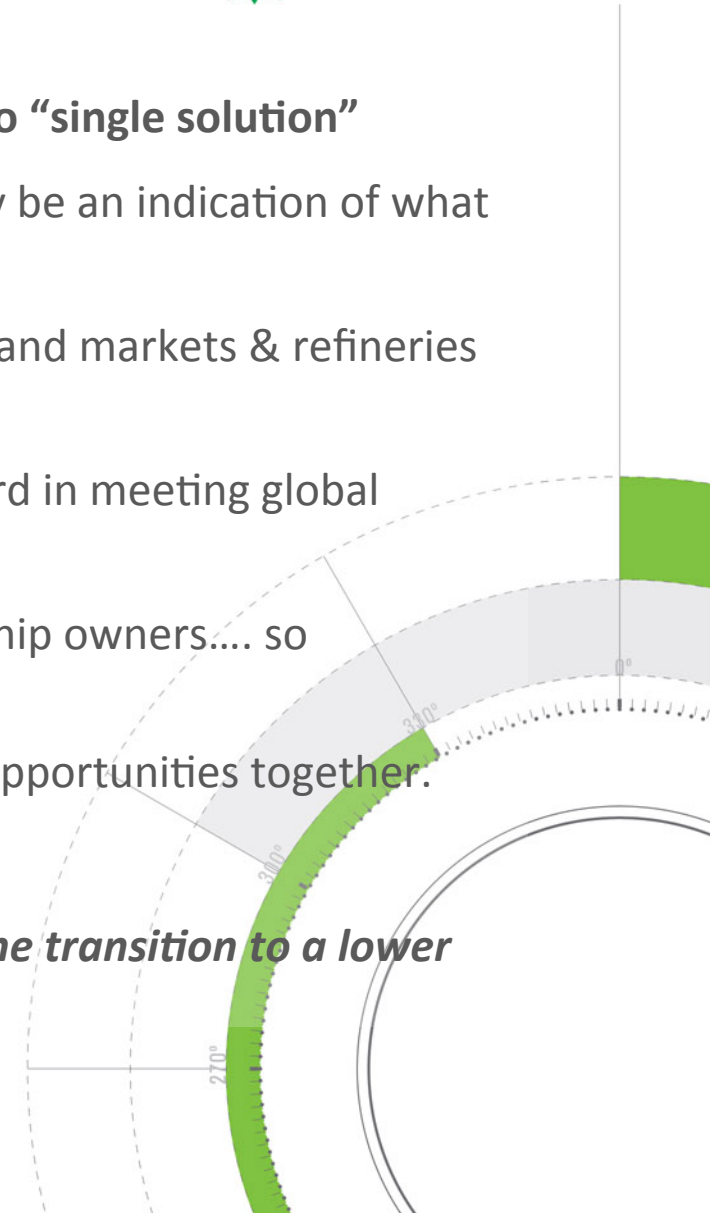 o “single solution”
y be an indication of what
and markets & refineries
rd in meeting global
hip owners.... so
pportunities together.
ne transition to a lower
0°
330°
300°
270°